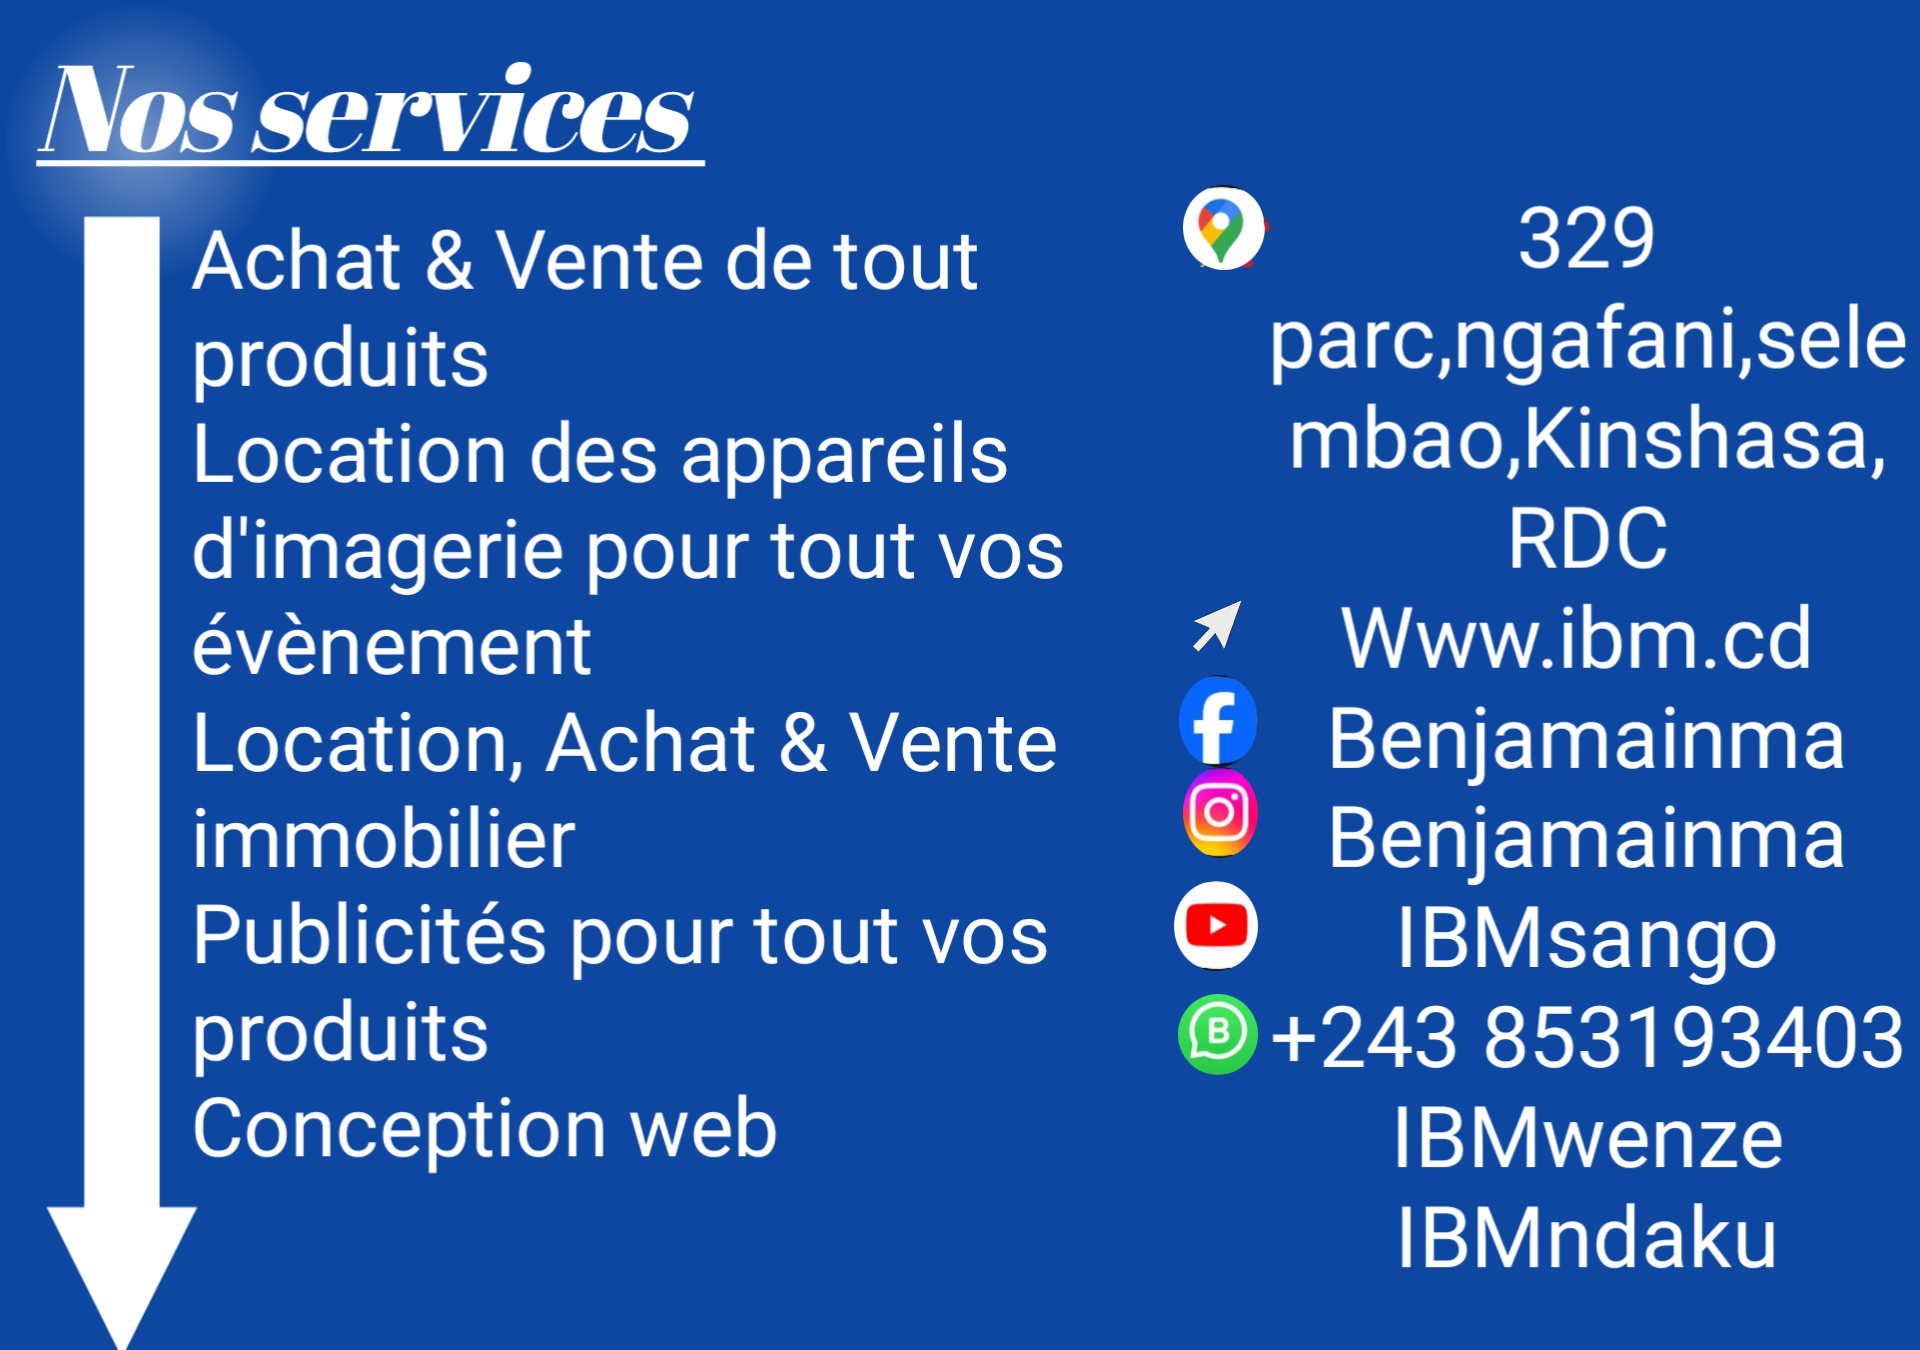 Nos services
Achat & Vente de tout
produits
Location des appareils
d'imagerie pour tout vos
évènement
Location, Achat & Vente
immobilier
Publicités pour tout vos
produits
Conception web
329
parc,ngafani,sele
mbao,Kinshasa,
RDC
Www.ibm.cd
Benjamainma
Benjamainma
IBMsango
B
+243 853193403
IBMwenze
IBMndaku